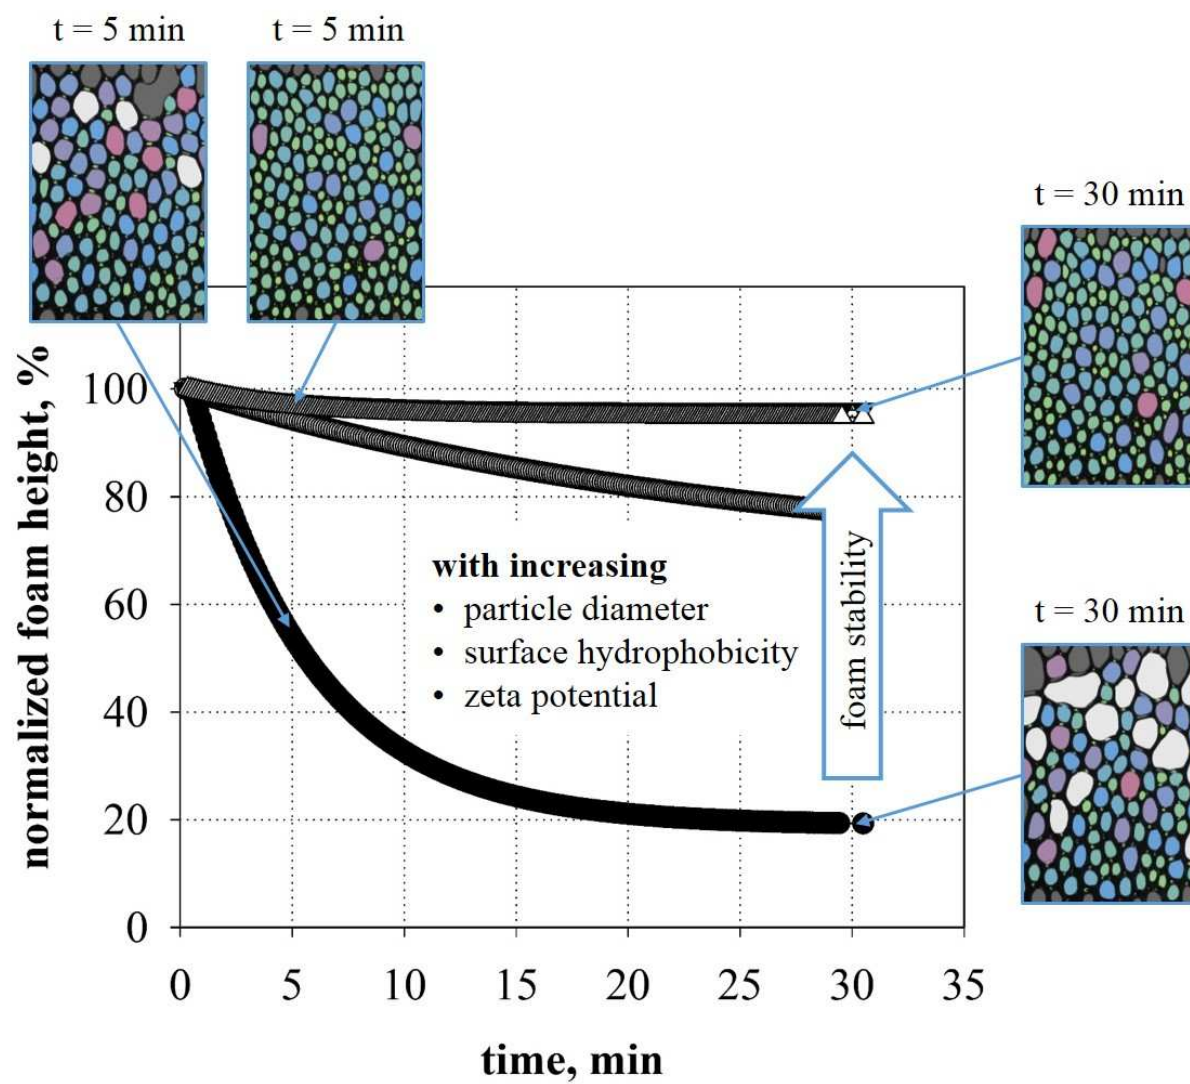 t = 5 min
t = 5 min
t = 30 min
normalized foam height, %
100
80
60
40
20
0
with increasing
• particle diameter
• surface hydrophobicity
• zeta potential
foam stability
t = 30 min
0 5 10 15 20 25 30 35
time, min